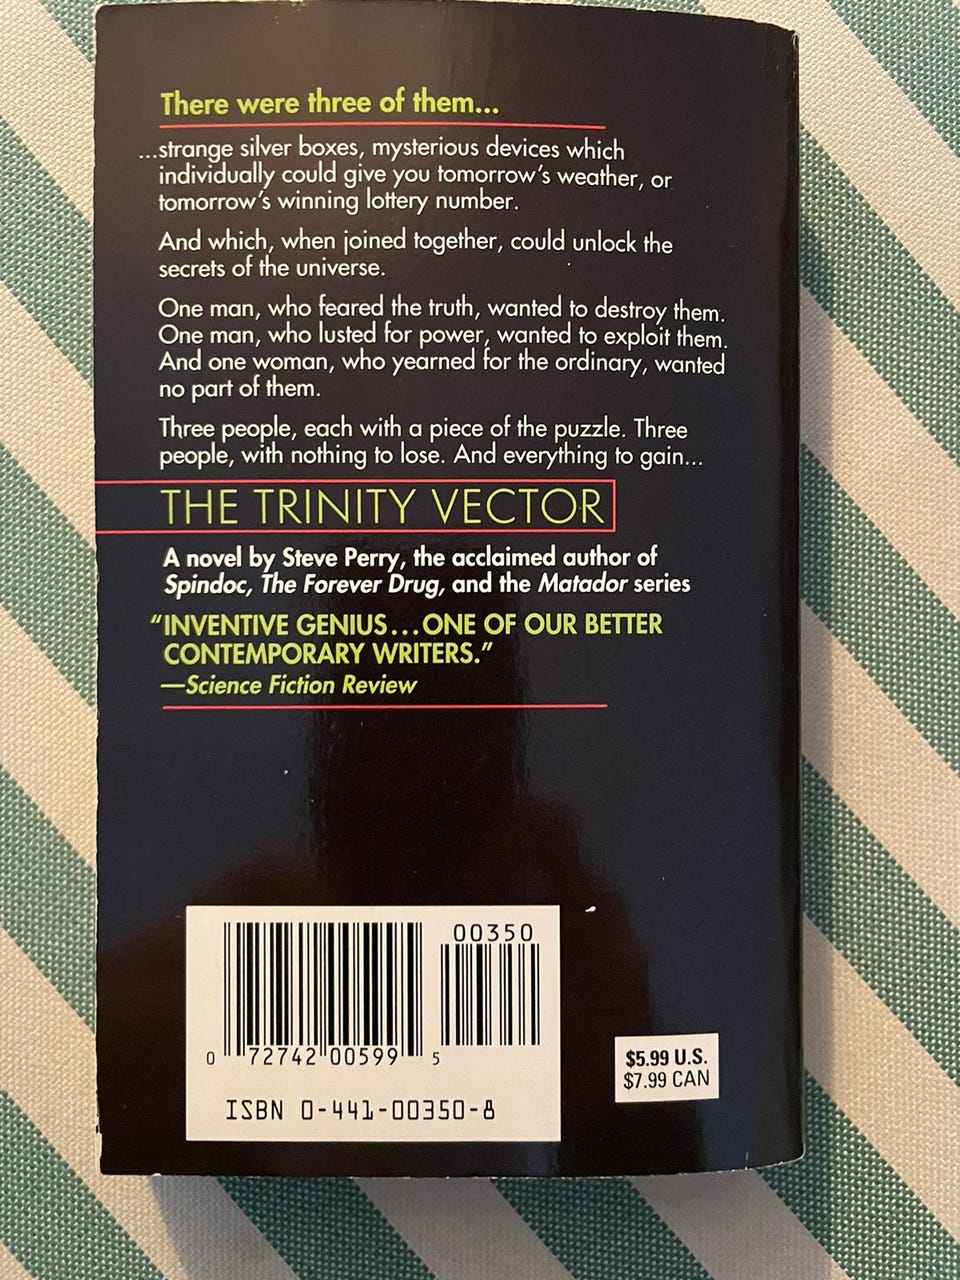 There were three of them...
...strange silver boxes, mysterious devices which
individually could give you tomorrow's weather, or
tomorrow's winning lottery number.
And which, when joined together, could unlock the
secrets of the universe.
One man, who feared the truth, wanted to destroy them.
One man, who lusted for power, wanted to exploit them.
And one woman, who yearned for the ordinary, wanted
no part of them.
Three people, each with a piece of the puzzle. Three
people, with nothing to lose. And everything to gain...
THE TRINITY VECTOR
A novel by Steve Perry, the acclaimed author of
Spindoc, The Forever Drug, and the Matador series
"INVENTIVE GENIUS...ONE OF OUR BETTER
CONTEMPORARY WRITERS."
—Science Fiction Review
00350
0 72742 00599 5
ISBN 0-441-00350-8
$5.99 U.S.
$7.99 CAN